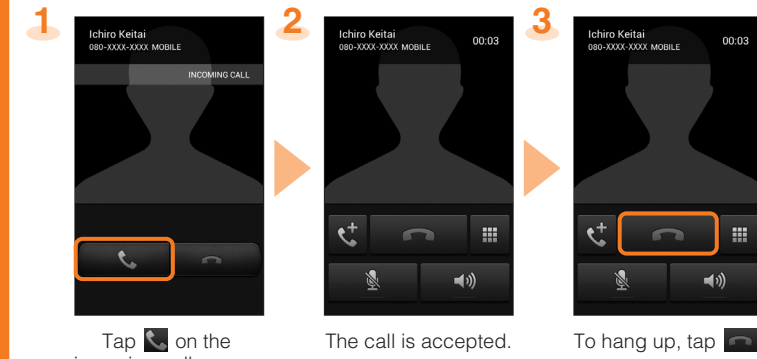 1
Ichiro Keitai
080-XXXX-XXXX MOBILE
INCOMING CALL
Tap on the
2
Ichiro Keitai
080-XXXX-XXXX MOBILE
00:03
The call is accepted.
3
Ichiro Keitai
080-XXXX-XXXX MOBILE
00:03
To hang up, tap